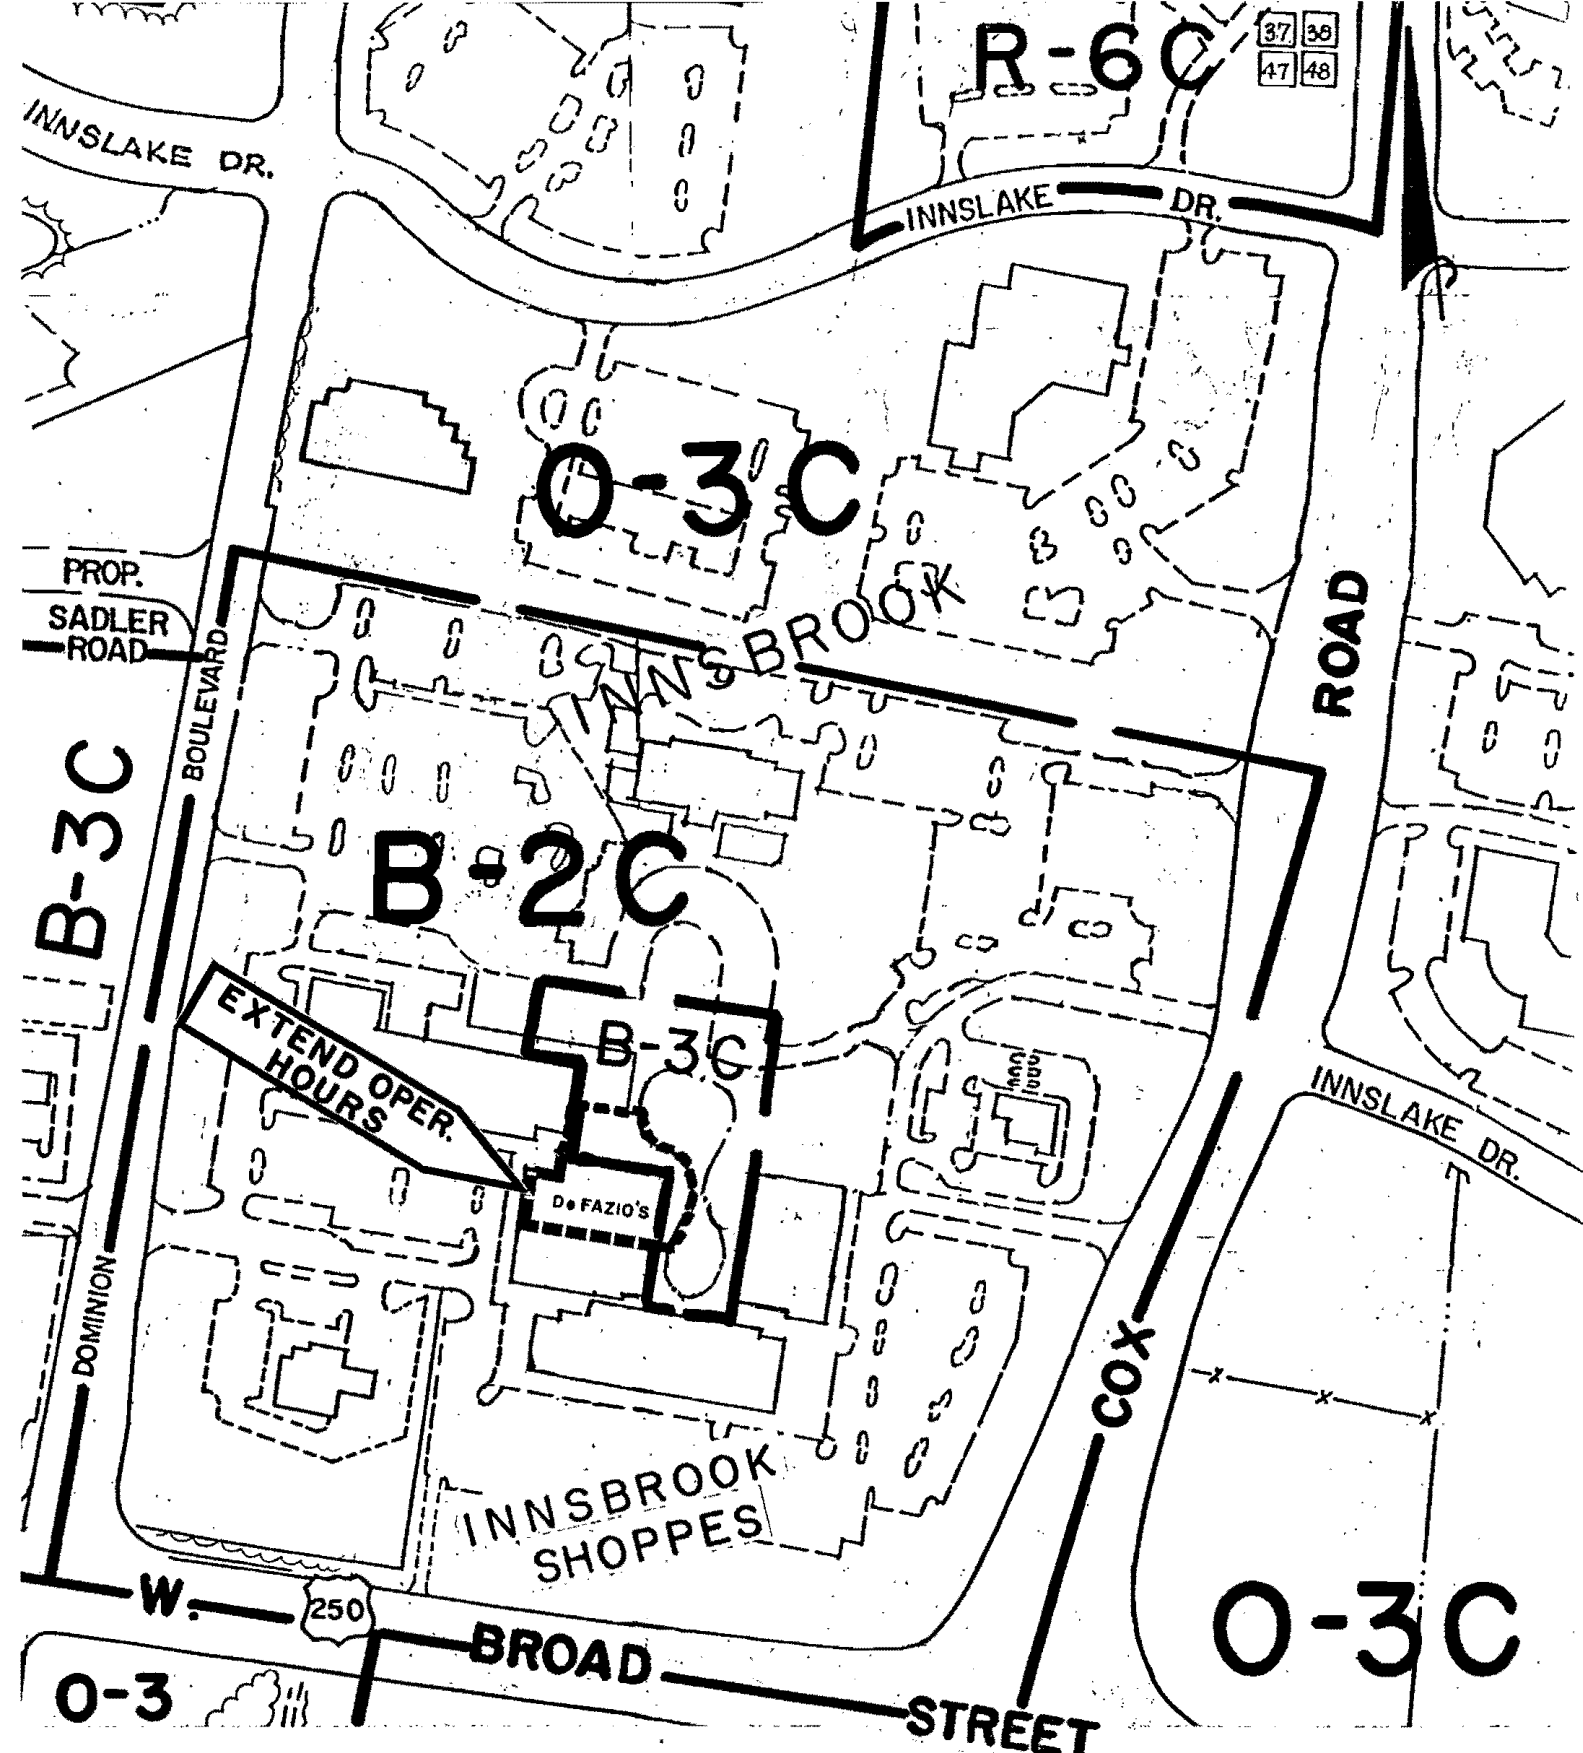 R-6C
37 38
47 48
INNSLAKE DR.
INNSLAKE DR.
O-3C
PROP.
SADLER
ROAD
INNSBROOK
ROAD
BOULEVARD
B-3C
B-2C
EXTEND OPER.
HOURS
B-3C
INNSLAKE DR.
DeFAZIO'S
DOMINION
COX
INNSBROOK
SHOPPES
W.
250
BROAD
STREET
O-3C
O-3